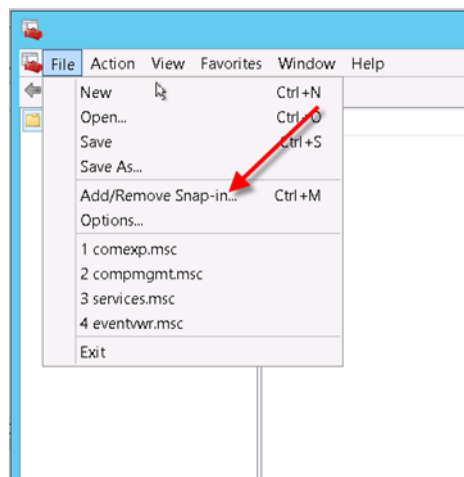 File Action View Favorites Window Help
New Ctrl+N
Open... Ctrl+O
Save Ctrl+S
Save As...
Add/Remove Snap-in... Ctrl+M
Options...
1 comexp.msc
2 compmgmt.msc
3 services.msc
4 eventvwr.msc
Exit